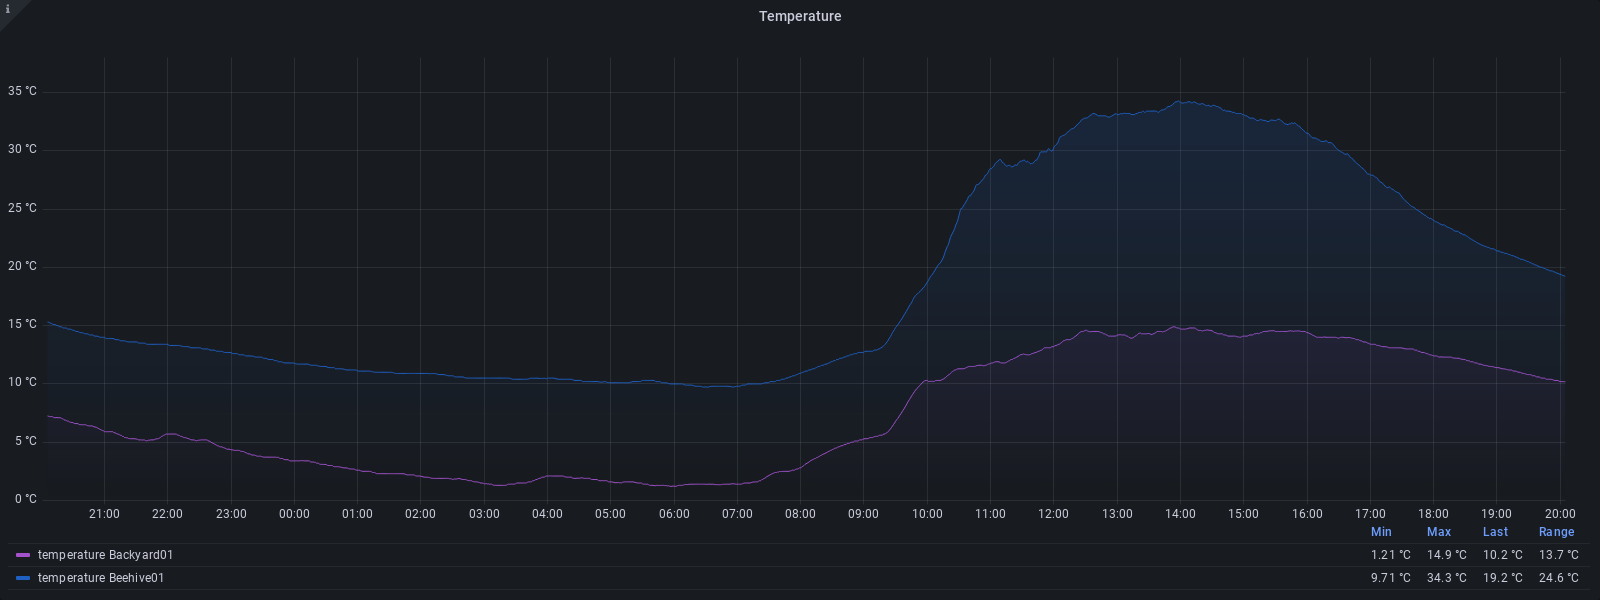 i
Temperature
35 °C
30 °C
25 °C
20 °C
15 °C
10 °C
5 °C
0 °C
21:00 22:00 23:00 00:00 01:00 02:00 03:00 04:00 05:00 06:00 07:00 08:00 09:00 10:00 11:00 12:00 13:00 14:00 15:00 16:00 17:00 18:00 19:00 20:00
Min Max Last Range
temperature Backyard01 1.21 °C 14.9 °C 10.2 °C 13.7 °C
temperature Beehive01 9.71 °C 34.3 °C 19.2 °C 24.6 °C